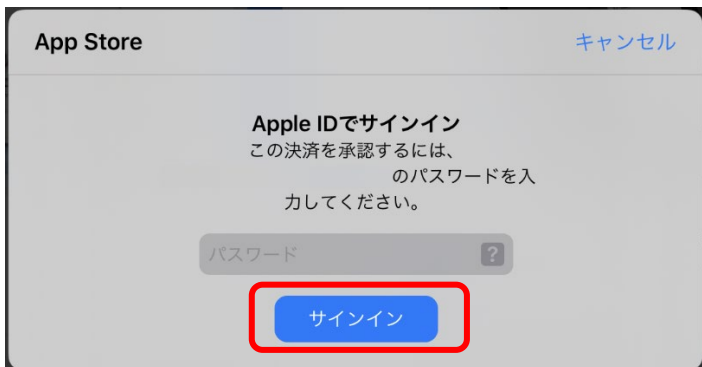 App Store
キャンセル
Apple IDでサインイン
この決済を承認するには、
のパスワードを入
力してください。
パスワード
?
サインイン